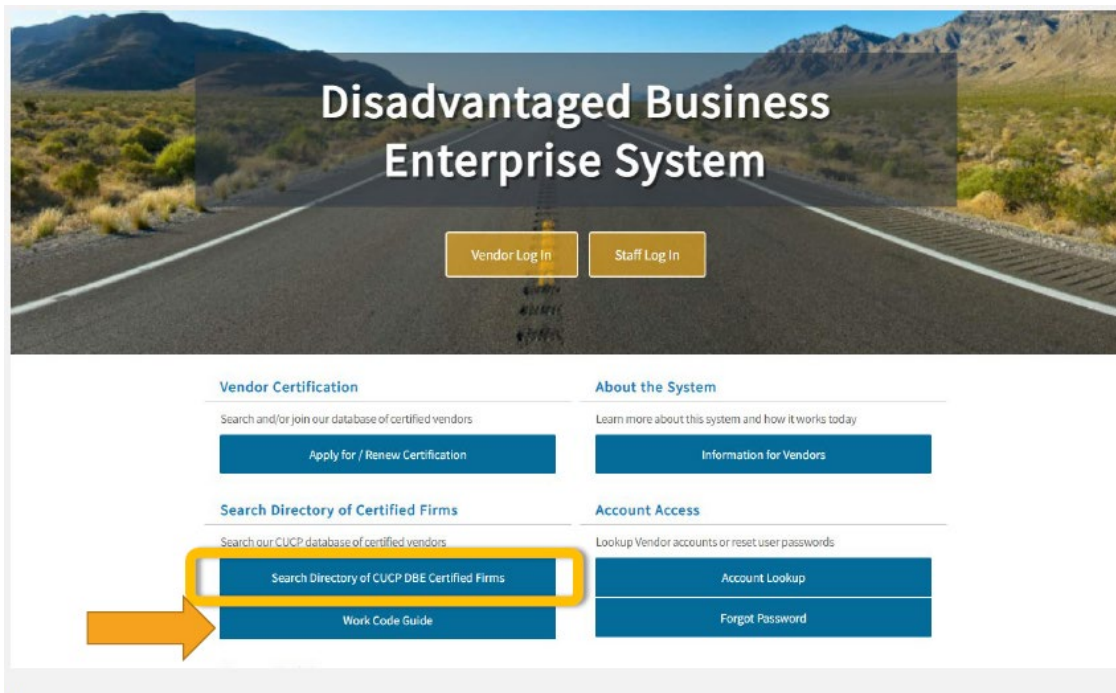 Disadvantaged Business
Enterprise System
Vendor Log In
Staff Log In
Vendor Certification
Search and/or join our database of certified vendors
Apply for / Renew Certification
About the System
Learn more about this system and how it works today
Information for Vendors
Search Directory of Certified Firms
Search our CUCP database of certified vendors
Search Directory of CUCP DBE Certified Firms
Work Code Guide
Account Access
Lookup Vendor accounts or reset user passwords
Account Lookup
Forgot Password